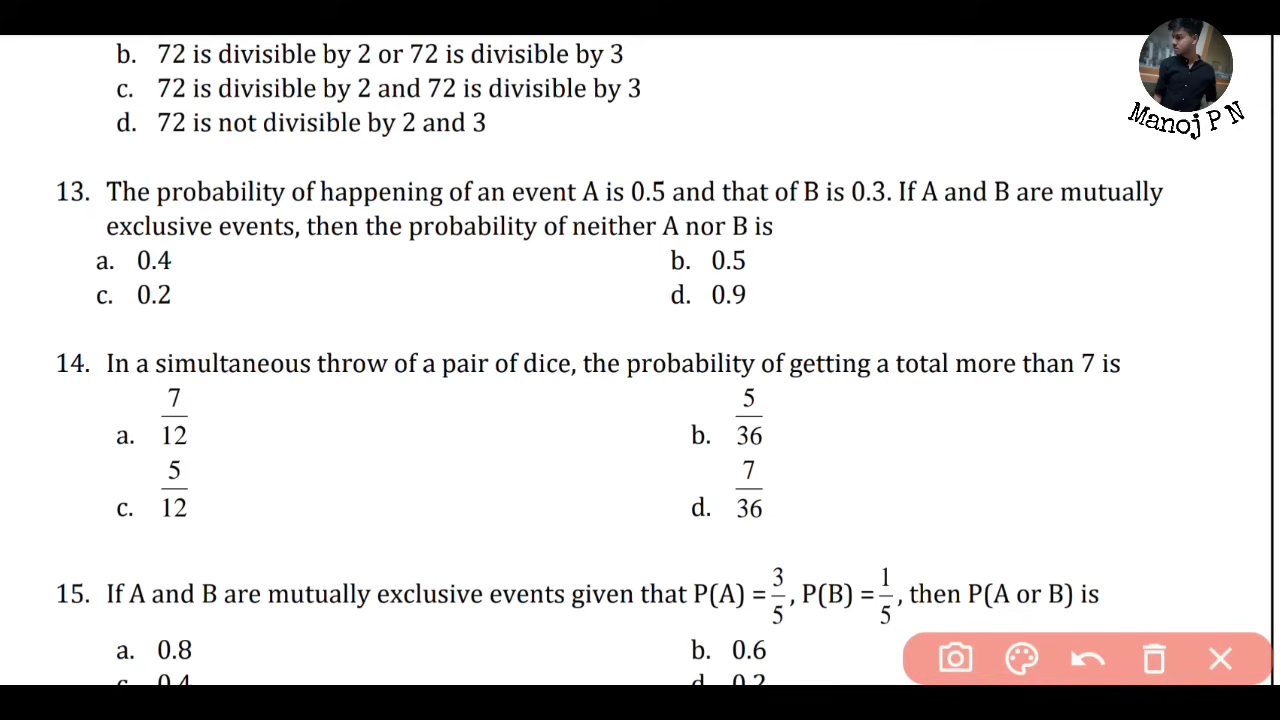 b. 72 is divisible by 2 or 72 is divisible by 3
c. 72 is divisible by 2 and 72 is divisible by 3
d. 72 is not divisible by 2 and 3
Manoj P N
13. The probability of happening of an event A is 0.5 and that of B is 0.3. If A and B are mutually
exclusive events, then the probability of neither A nor B is
a. 0.4 b. 0.5
c. 0.2 d. 0.9
14. In a simultaneous throw of a pair of dice, the probability of getting a total more than 7 is
a. 7/12 b. 5/36
c. 5/12 d. 7/36
15. If A and B are mutually exclusive events given that P(A) = 3/5, P(B) = 1/5, then P(A or B) is
a. 0.8 b. 0.6
c. 0.4 d. 0.2